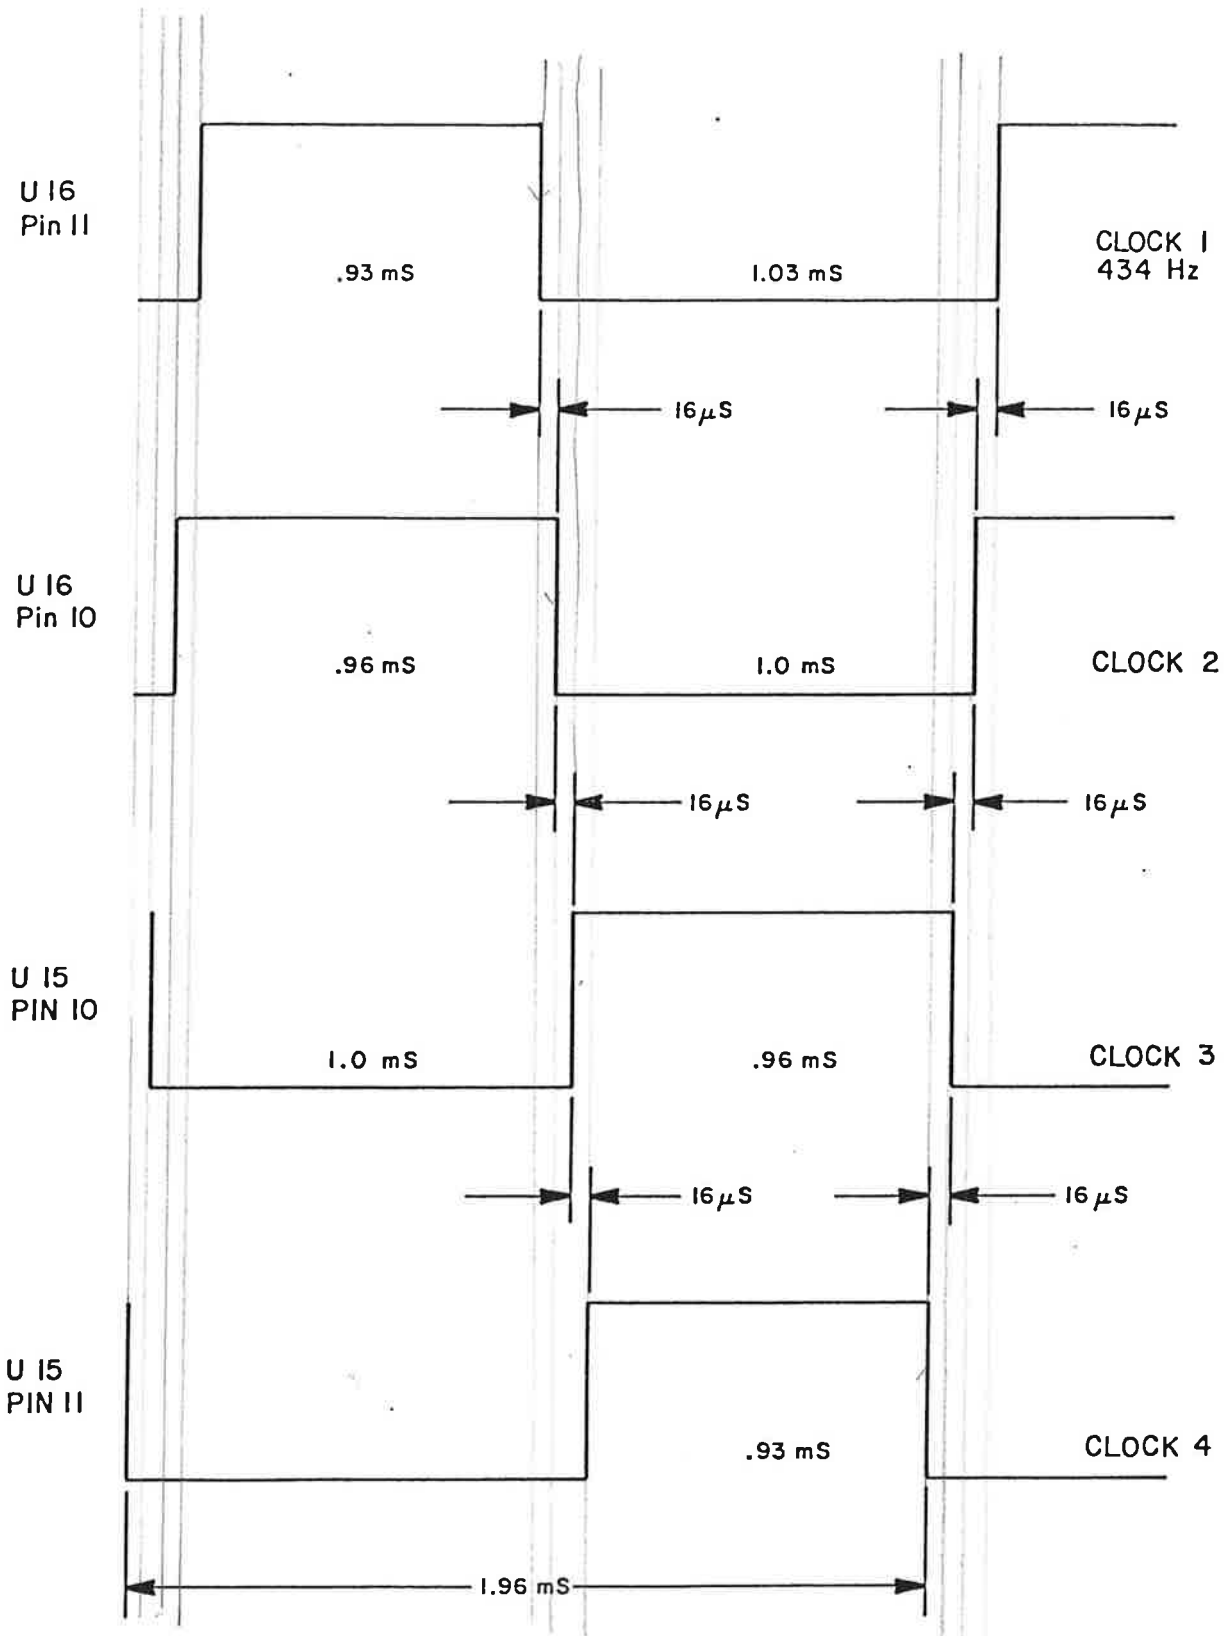 U 16
Pin 11
.93 mS
1.03 mS
CLOCK 1
434 Hz
16μS
16μS
U 16
Pin 10
.96 mS
1.0 mS
CLOCK 2
16μS
16μS
U 15
PIN 10
1.0 mS
.96 mS
CLOCK 3
16μS
16μS
U 15
PIN 11
.93 mS
CLOCK 4
1.96 mS